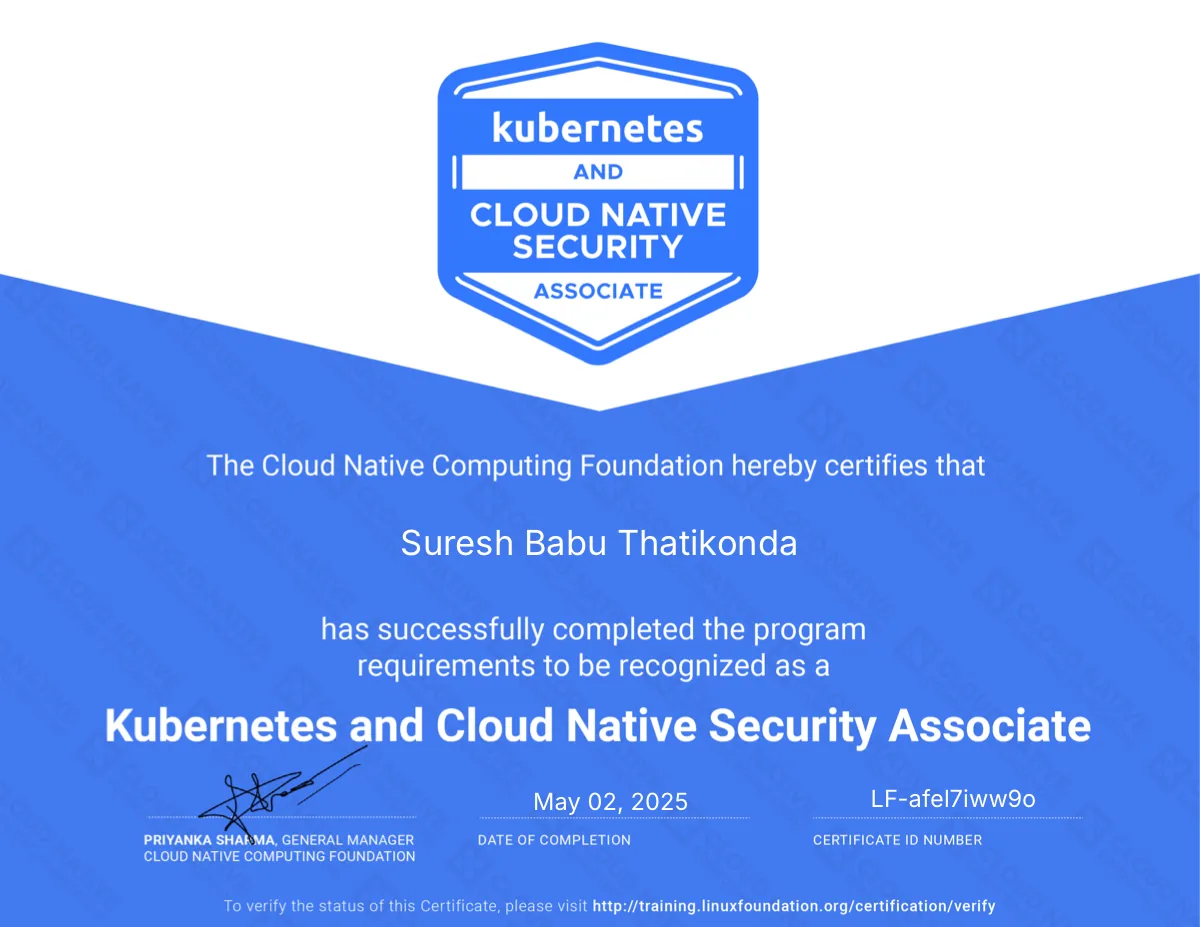 kubernetes
AND
CLOUD NATIVE
SECURITY
ASSOCIATE
The Cloud Native Computing Foundation hereby certifies that
Suresh Babu Thatikonda
has successfully completed the program
requirements to be recognized as a
Kubernetes and Cloud Native Security Associate
May 02, 2025
LF-afel7iww9o
PRIYANKA SHARMA, GENERAL MANAGER
CLOUD NATIVE COMPUTING FOUNDATION
DATE OF COMPLETION
CERTIFICATE ID NUMBER
To verify the status of this Certificate, please visit http://training.linuxfoundation.org/certification/verify